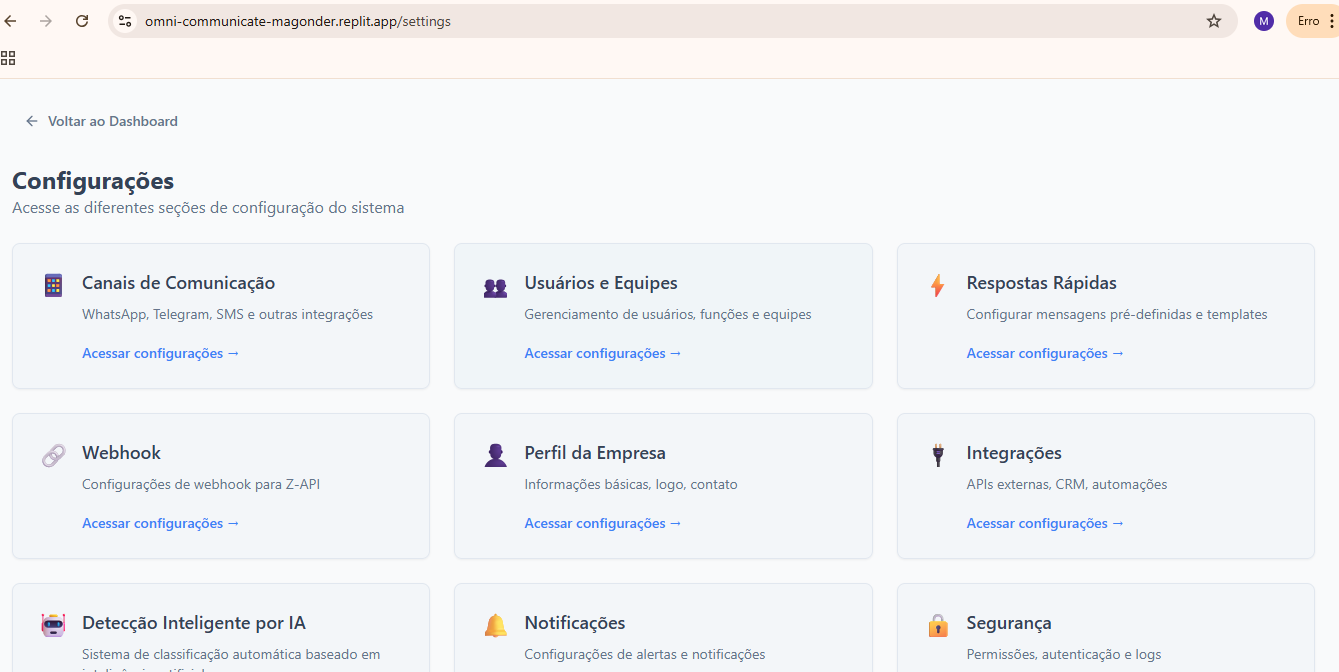 omni-communicate-magonder.replit.app/settings
M
Erro
Voltar ao Dashboard
Configurações
Acesse as diferentes seções de configuração do sistema
Canais de Comunicação
WhatsApp, Telegram, SMS e outras integrações
Acessar configurações →
Usuários e Equipes
Gerenciamento de usuários, funções e equipes
Acessar configurações →
Respostas Rápidas
Configurar mensagens pré-definidas e templates
Acessar configurações →
Webhook
Configurações de webhook para Z-API
Acessar configurações →
Perfil da Empresa
Informações básicas, logo, contato
Acessar configurações →
Integrações
APIs externas, CRM, automações
Acessar configurações →
Detecção Inteligente por IA
Sistema de classificação automática baseado em
Notificações
Configurações de alertas e notificações
Segurança
Permissões, autenticação e logs